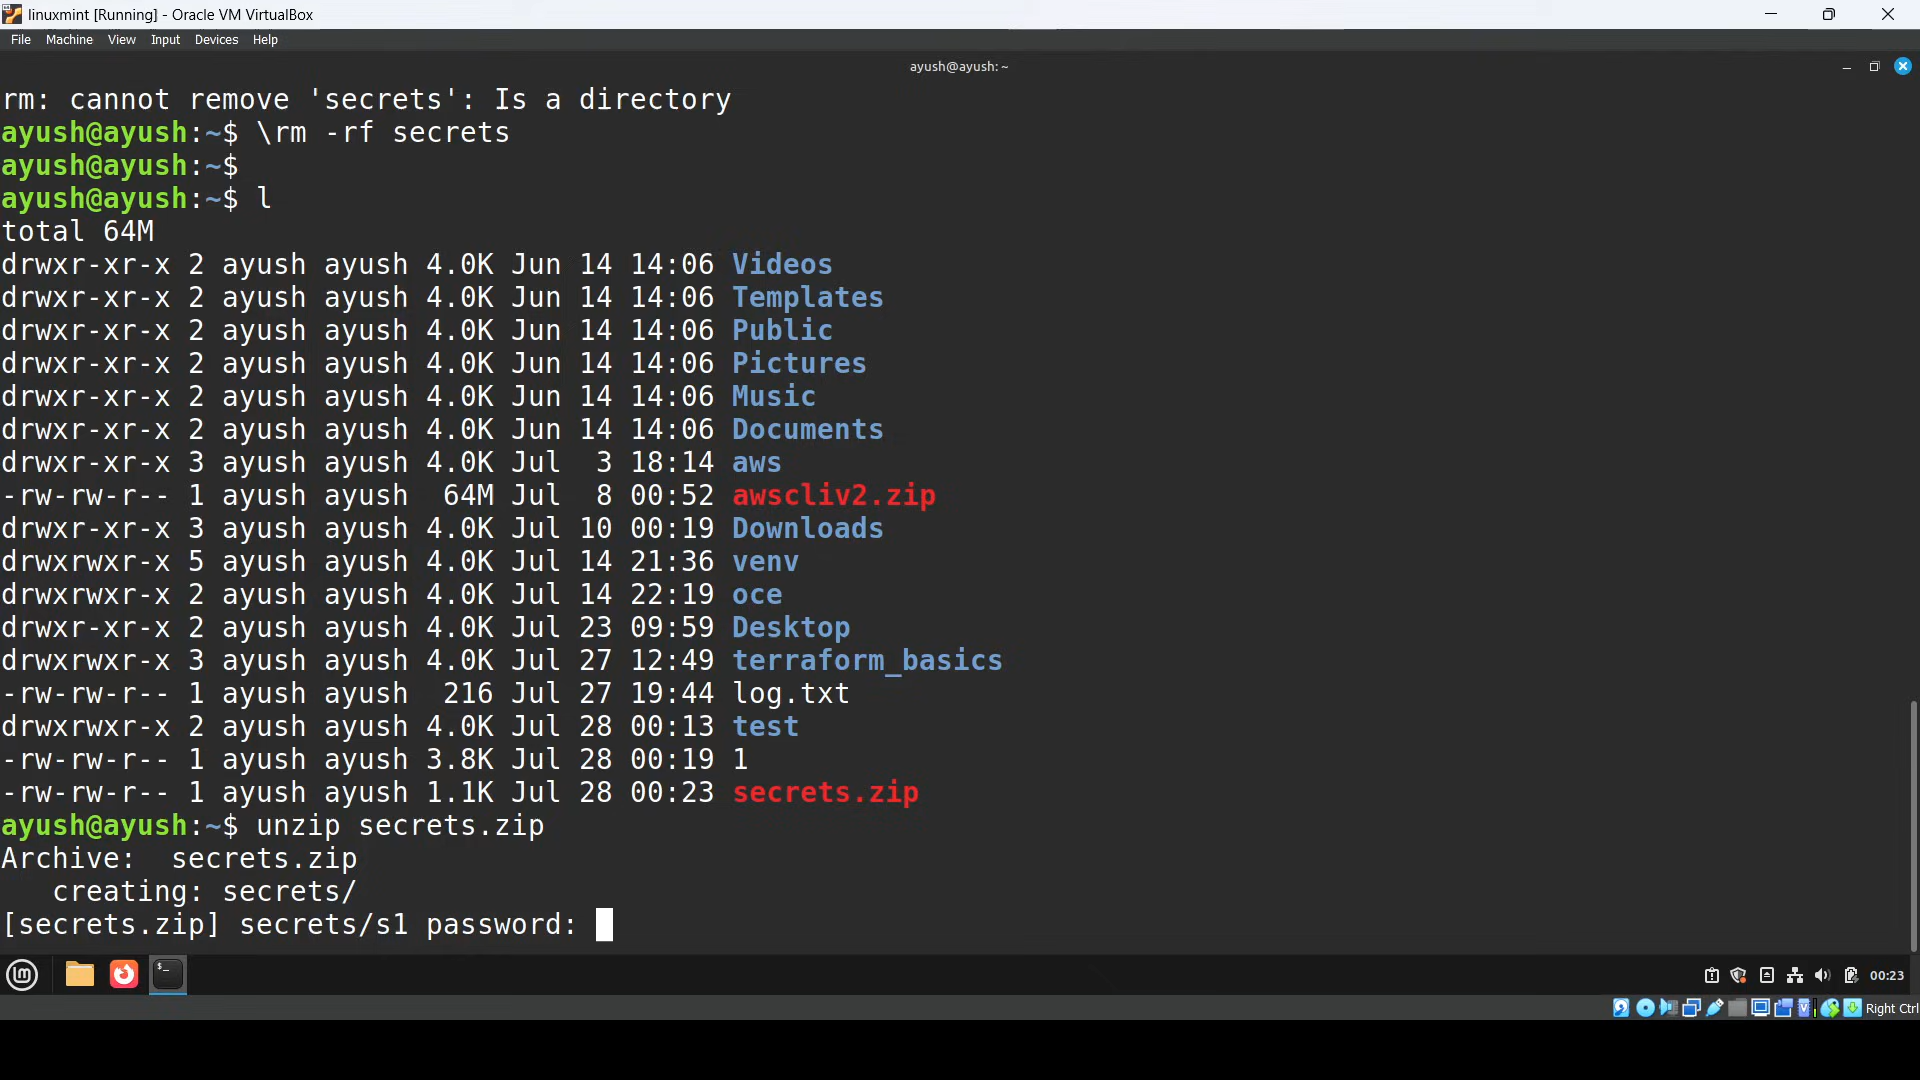 linuxmint [Running] - Oracle VM VirtualBox
File Machine View Input Devices Help
ayush@ayush: ~
rm: cannot remove 'secrets': Is a directory
ayush@ayush:~$ \rm -rf secrets
ayush@ayush:~$
ayush@ayush:~$ l
total 64M
drwxr-xr-x 2 ayush ayush 4.0K Jun 14 14:06 Videos
drwxr-xr-x 2 ayush ayush 4.0K Jun 14 14:06 Templates
drwxr-xr-x 2 ayush ayush 4.0K Jun 14 14:06 Public
drwxr-xr-x 2 ayush ayush 4.0K Jun 14 14:06 Pictures
drwxr-xr-x 2 ayush ayush 4.0K Jun 14 14:06 Music
drwxr-xr-x 2 ayush ayush 4.0K Jun 14 14:06 Documents
drwxr-xr-x 3 ayush ayush 4.0K Jul  3 18:14 aws
-rw-rw-r-- 1 ayush ayush  64M Jul  8 00:52 awscliv2.zip
drwxr-xr-x 3 ayush ayush 4.0K Jul 10 00:19 Downloads
drwxrwxr-x 5 ayush ayush 4.0K Jul 14 21:36 venv
drwxrwxr-x 2 ayush ayush 4.0K Jul 14 22:19 oce
drwxr-xr-x 2 ayush ayush 4.0K Jul 23 09:59 Desktop
drwxrwxr-x 3 ayush ayush 4.0K Jul 27 12:49 terraform_basics
-rw-rw-r-- 1 ayush ayush  216 Jul 27 19:44 log.txt
drwxrwxr-x 2 ayush ayush 4.0K Jul 28 00:13 test
-rw-rw-r-- 1 ayush ayush 3.8K Jul 28 00:19 1
-rw-rw-r-- 1 ayush ayush 1.1K Jul 28 00:23 secrets.zip
ayush@ayush:~$ unzip secrets.zip
Archive:  secrets.zip
   creating: secrets/
[secrets.zip] secrets/s1 password:
00:23
Right Ctrl